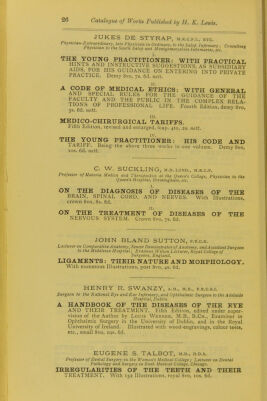 26 Catalogue of Works Published by H. K. Lewis.
JUKES DE STYRAP, M.K.Q.C.P., ETC.
Physician-Extraordinary, late Physician in Ordinary, to the Salop Infirmary; Consulting
Physician to the South Salop and Montgomeryshire Infirmaries, etc.
I.
THE YOUNG PRACTITIONER: WITH PRACTICAL
HINTS AND INSTRUCTIVE SUGGESTIONS, AS SUBSIDIARY
AIDS, FOR HIS GUIDANCE ON ENTERING INTO PRIVATE
PRACTICE. Demy 8vo, 7s. 6d. nett.
II.
A CODE OF MEDICAL ETHICS: WITH GENERAL
AND SPECIAL RULES FOR THE GUIDANCE OF THE
FACULTY AND THE PUBLIC IN THE COMPLEX RELA-
TIONS OF PROFESSIONAL LIFE. Fourth Edition, demy 8vo,
nett.
III.
MEDICO-CHIRURGICAL TARIFFS.
Fifth Edition, revised and enlarged, fcap. 4to, 2s. nett.
IV.
THE YOUNG PRACTITIONER: HIS CODE AND
TARIFF. Being the above three works in one volume. Demy 8vo,
10s. 6d. nett.
C. W. SUCKLING, M.D. LOND., M.R.C.P.
Professor of Materia Medica and Therapeutics at the Queen's College, Physician to the
Queen's Hospital, Birmingham, etc.
I.
ON THE DIAGNOSIS OF DISEASES OF THE
BRAIN, SPINAL CORD, AND NERVES. With Illustrations,
crown 8vo, 8s. 6d.
II.
ON THE TREATMENT OF DISEASES OF THE
NERVOUS SYSTEM. Crown 8vo, 7s. 6d.
JOHN BLAND SUTTON, F.R.C.S.
Lecturer on Comparative Anatomy, Senior Demonstrator of Anatomy, and Assistant Surgeon
to the Middlesex Hospital; Erasmus Wilson Lecturer, Royal College of
Surgeons, England.
LIGAMENTS: THEIR NATURE AND MORPHOLOGY.
With numerous Illustrations, post 8vo, 4s. 6d.
HENRY R. SWANZY, A.M., M.B., F.R.C.S.I.
Surgeon to the National Eye and Ear Infirmary, and Ophthalmic Surgeon to the Adelaide
Hospital, Dublin.
A HANDBOOK OF THE DISEASES OF THE EYE
AND THEIR TREATMENT. Fifth Edition, edited under super-
vision of the Author by Louis Werner, M.B., B.Ch., Examiner in
Ophthalmic Surgery in the University of Dublin, and in the Royal
University of Ireland. Illustrated with wood-engravings, colour tests,
etc., small 8vo, 10s. 6d.
EUGENE S. TALBOT, M.D., D.D.S.
Professor of Dental Surgery in the Woman's Medical College; Lecturer on Dental
Pathology and Surgery in Rush Medical College, Chicago.
IRREGULARITIES OF THE TEETH AND THEIR
TREATMENT. With 152 Illustrations, royal 8vo, 10s. 6d.